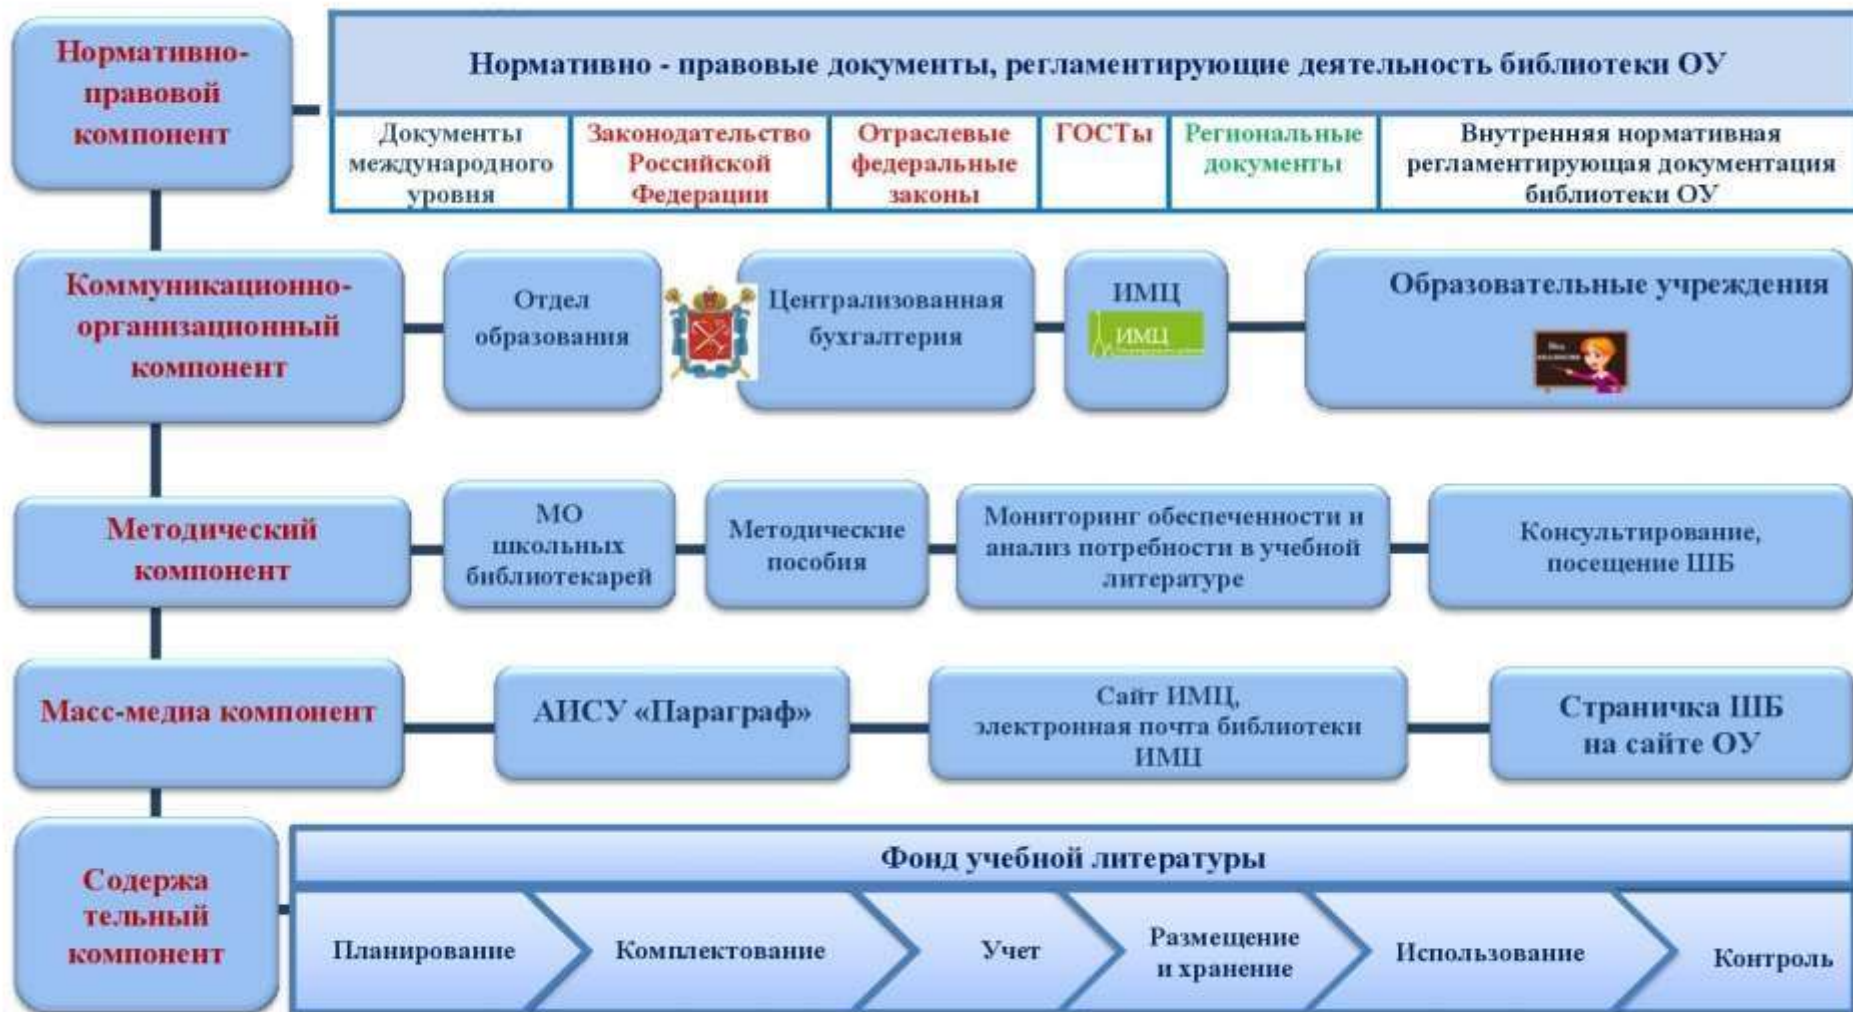 Нормативно-
правовой
компонент
Нормативно - правовые документы, регламентирующие деятельность библиотеки ОУ
Документы
международного
уровня
Законодательство
Российской
Федерации
Отраслевые
федеральные
законы
ГОСТы
Региональные
документы
Внутренняя нормативная
регламентирующая документация
библиотеки ОУ
Коммуникационно-
организационный
компонент
Отдел
образования
Централизованная
бухгалтерия
ИМЦ
ИМЦ
Образовательные учреждения
Методический
компонент
МО
школьных
библиотекарей
Методические
пособия
Мониторинг обеспеченности и
анализ потребности в учебной
литературе
Консультирование,
посещение ШБ
Масс-медиа компонент
АИСУ «Параграф»
Сайт ИМЦ,
электронная почта библиотеки
ИМЦ
Страничка ШБ
на сайте ОУ
Содержа
тельный
компонент
Фонд учебной литературы
Планирование
Комплектование
Учет
Размещение
и хранение
Использование
Контроль